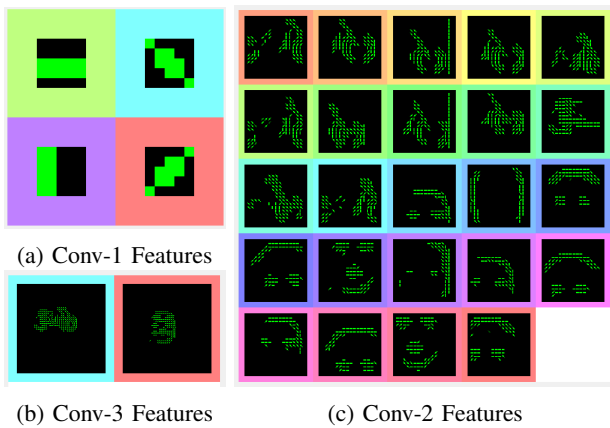 (a) Conv-1 Features
(b) Conv-3 Features
(c) Conv-2 Features